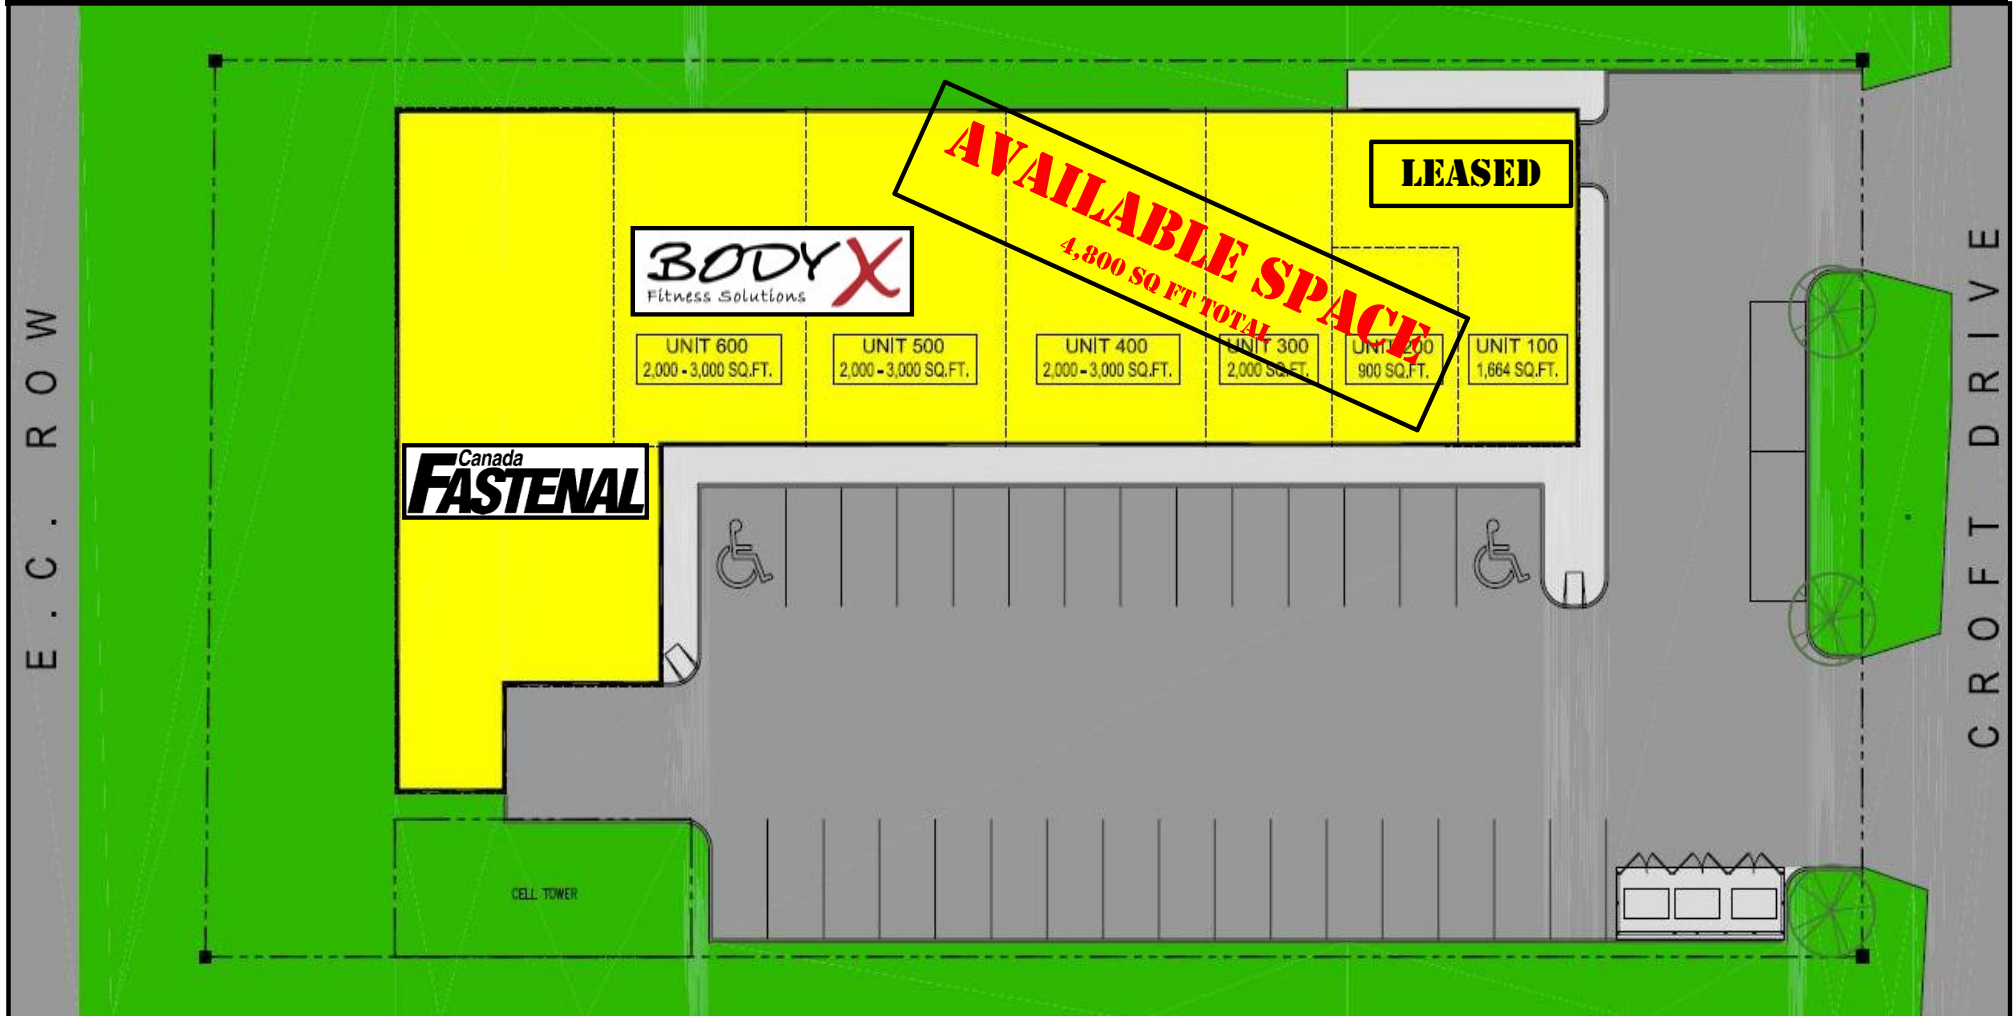 E.C. ROW
AVAILABLE SPACE
4,800 SQ FT TOTAL
LEASED
BODY X
Fitness Solutions
UNIT 600
2,000 - 3,000 SQ.FT.
UNIT 500
2,000 - 3,000 SQ.FT.
UNIT 400
2,000 - 3,000 SQ.FT.
UNIT 300
2,000 SQ.FT.
UNIT 200
900 SQ.FT.
UNIT 100
1,664 SQ.FT.
Canada
FASTENAL
CELL TOWER
CROFT DRIVE